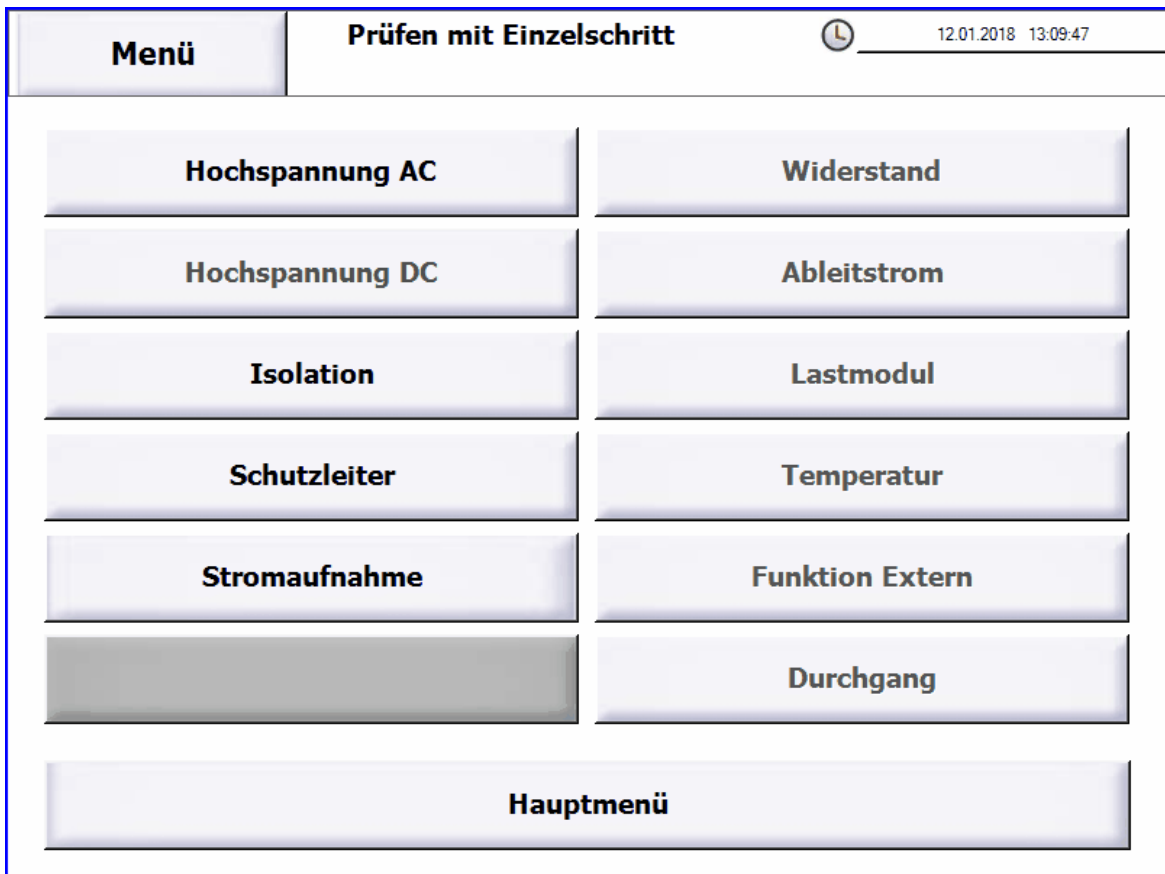 Menü
Prüfen mit Einzelschritt
12.01.2018 13:09:47
Hochspannung AC
Widerstand
Hochspannung DC
Ableitstrom
Isolation
Lastmodul
Schutzleiter
Temperatur
Stromaufnahme
Funktion Extern
Durchgang
Hauptmenü